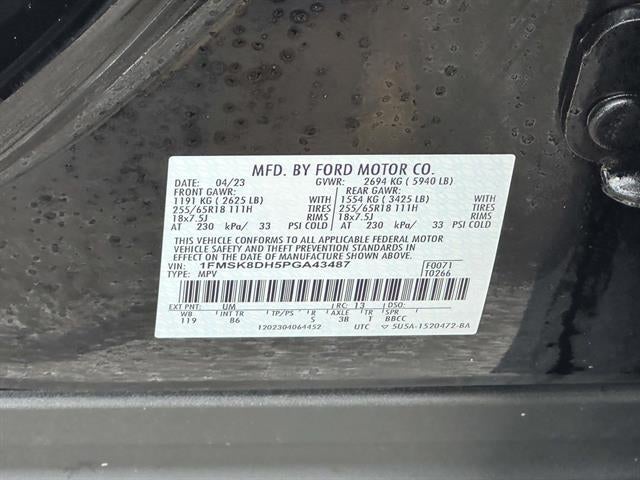 MFD. BY FORD MOTOR CO.
DATE: 04/23 GVWR: 2694 KG ( 5940 LB)
FRONT GAWR: REAR GAWR:
1191 KG ( 2625 LB) 1554 KG ( 3425 LB)
255/65R18 111H TIRES 255/65R18 111H TIRES
18x7.5J RIMS 18x7.5J RIMS
AT 230 kPa/ 33 PSI COLD AT 230 kPa/ 33 PSI COLD
THIS VEHICLE CONFORMS TO ALL APPLICABLE FEDERAL MOTOR
VEHICLE SAFETY AND THEFT PREVENTION STANDARDS IN
EFFECT ON THE DATE OF MANUFACTURE SHOWN ABOVE.
VIN: 1FMSK8DH5PGA43487 F0071
TYPE: MPV T0266
EXT PNT: UM RC: 13 DSO:
WB INT TR TP/PS R AXLE TR SPR
119 86 S 3B T BBCC
1202304064452 UTC 5U5A-1520472-BA